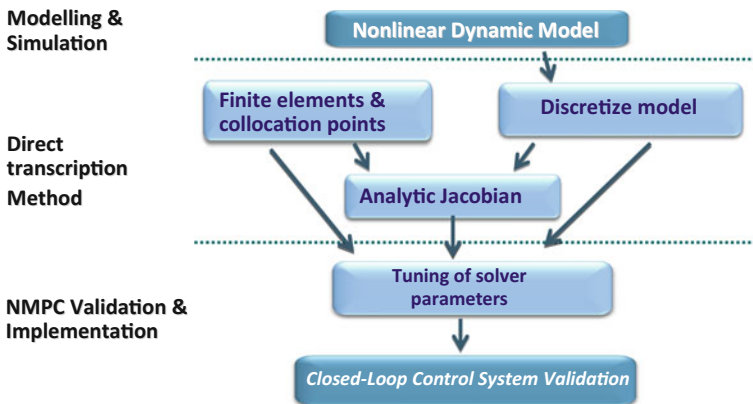 Modelling &
Simulation
Nonlinear Dynamic Model
Finite elements &
collocation points
Discretize model
Direct
transcription
Method
Analytic Jacobian
Tuning of solver
parameters
NMPC Validation &
Implementation
Closed-Loop Control System Validation